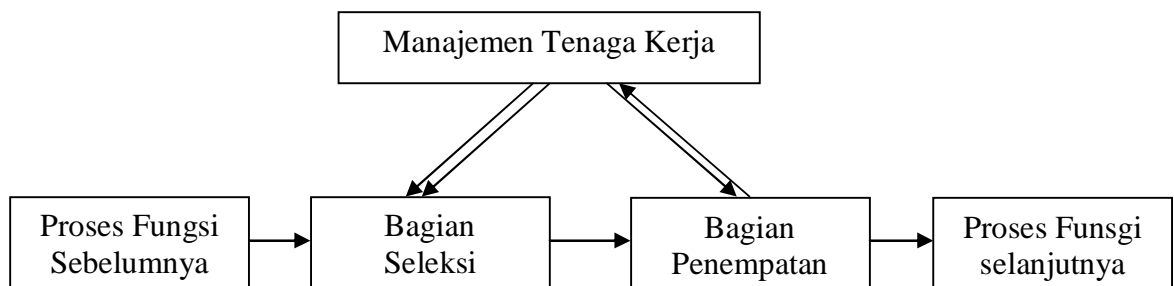 Manajemen Tenaga Kerja
Proses Fungsi
Sebelumnya
Bagian
Seleksi
Bagian
Penempatan
Proses Funsgi
selanjutnya